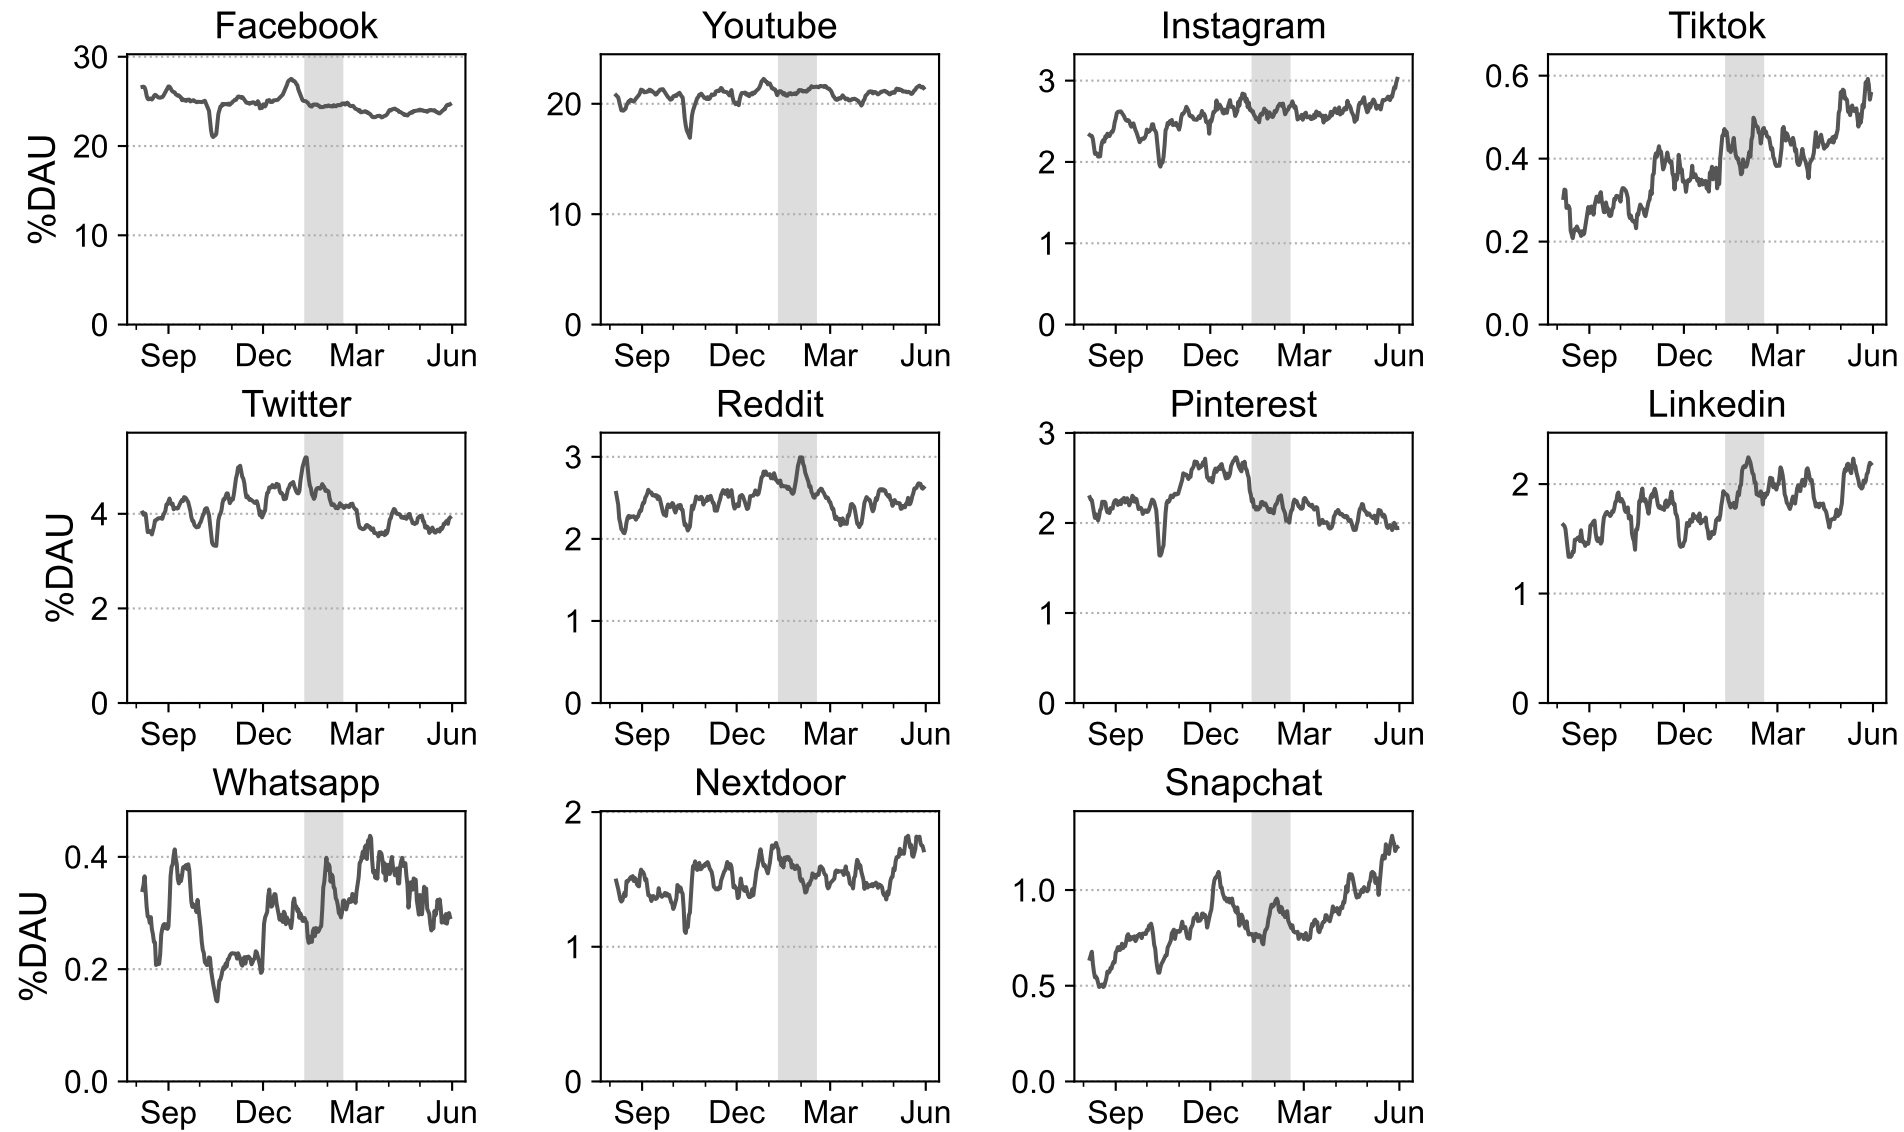 Facebook
Youtube
Instagram
Tiktok
%DAU
30
20
10
0
Sep Dec Mar Jun
20
10
0
Sep Dec Mar Jun
3
2
1
0
Sep Dec Mar Jun
0.6
0.4
0.2
0.0
Sep Dec Mar Jun
Twitter
Reddit
Pinterest
Linkedin
%DAU
4
2
0
Sep Dec Mar Jun
3
2
1
0
Sep Dec Mar Jun
3
2
1
0
Sep Dec Mar Jun
2
1
0
Sep Dec Mar Jun
Whatsapp
Nextdoor
Snapchat
%DAU
0.4
0.2
0.0
Sep Dec Mar Jun
2
1
0
Sep Dec Mar Jun
1.0
0.5
0.0
Sep Dec Mar Jun